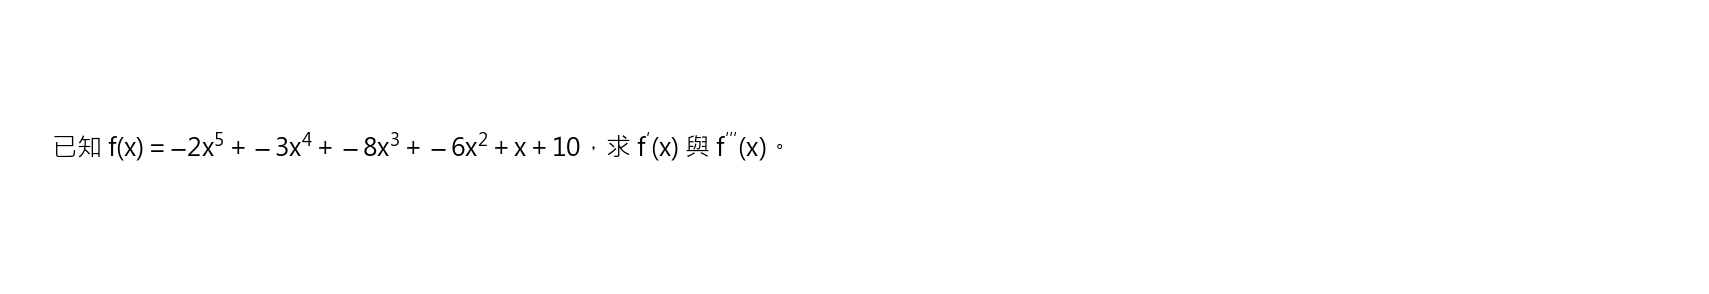 已知 f(x) = −2x⁵ + −3x⁴ + −8x³ + −6x² + x + 10，求 f′(x) 與 f′′′(x)。